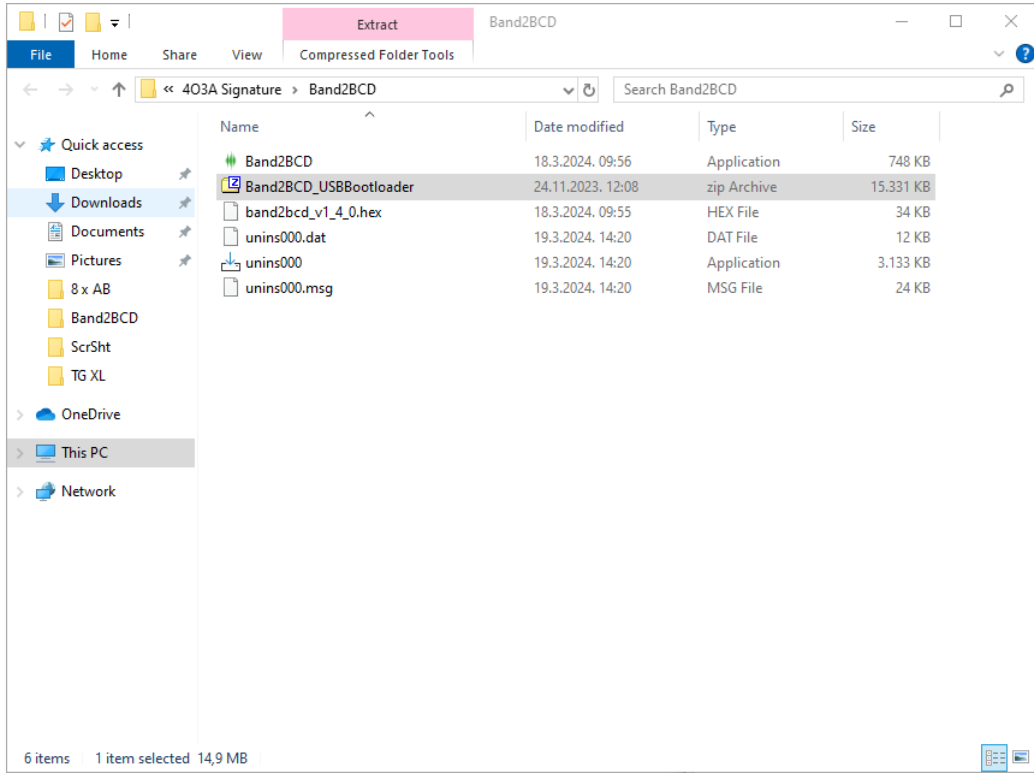 Extract
Band2BCD
File
Home
Share
View
Compressed Folder Tools
?
« 4O3A Signature › Band2BCD
Search Band2BCD
Name
Date modified
Type
Size
Quick access
Desktop
Downloads
Documents
Pictures
8 x AB
Band2BCD
ScrSht
TG XL
OneDrive
This PC
Network
Band2BCD 18.3.2024. 09:56 Application 748 KB
Band2BCD_USBBootloader 24.11.2023. 12:08 zip Archive 15.331 KB
band2bcd_v1_4_0.hex 18.3.2024. 09:55 HEX File 34 KB
unins000.dat 19.3.2024. 14:20 DAT File 12 KB
unins000 19.3.2024. 14:20 Application 3.133 KB
unins000.msg 19.3.2024. 14:20 MSG File 24 KB
6 items 1 item selected 14,9 MB